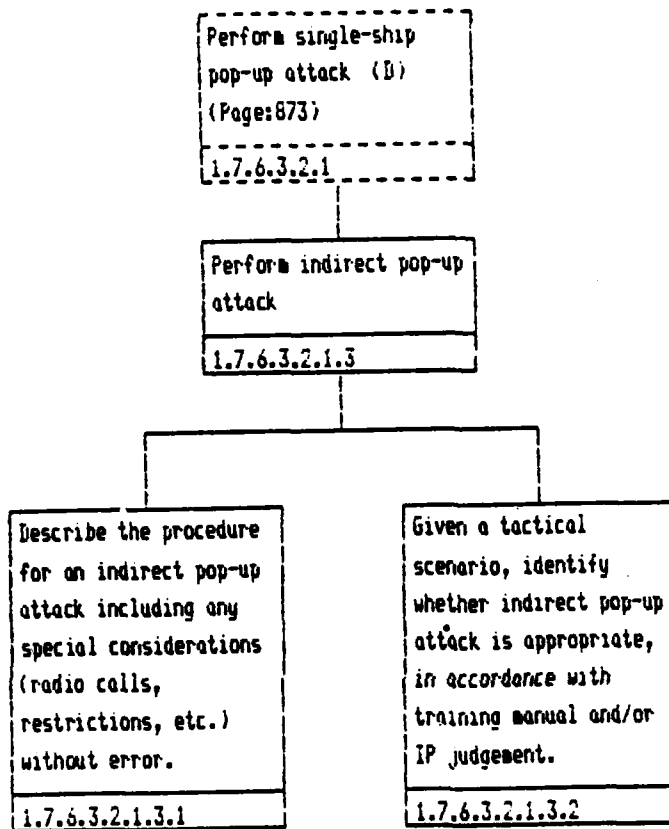 Perform single-ship
pop-up attack (D)
(Page:873)
1.7.6.3.2.1
Perform indirect pop-up
attack
1.7.6.3.2.1.3
Describe the procedure
for an indirect pop-up
attack including any
special considerations
(radio calls,
restrictions, etc.)
without error.
1.7.6.3.2.1.3.1
Given a tactical
scenario, identify
whether indirect pop-up
attack is appropriate,
in accordance with
training manual and/or
IP judgement.
1.7.6.3.2.1.3.2